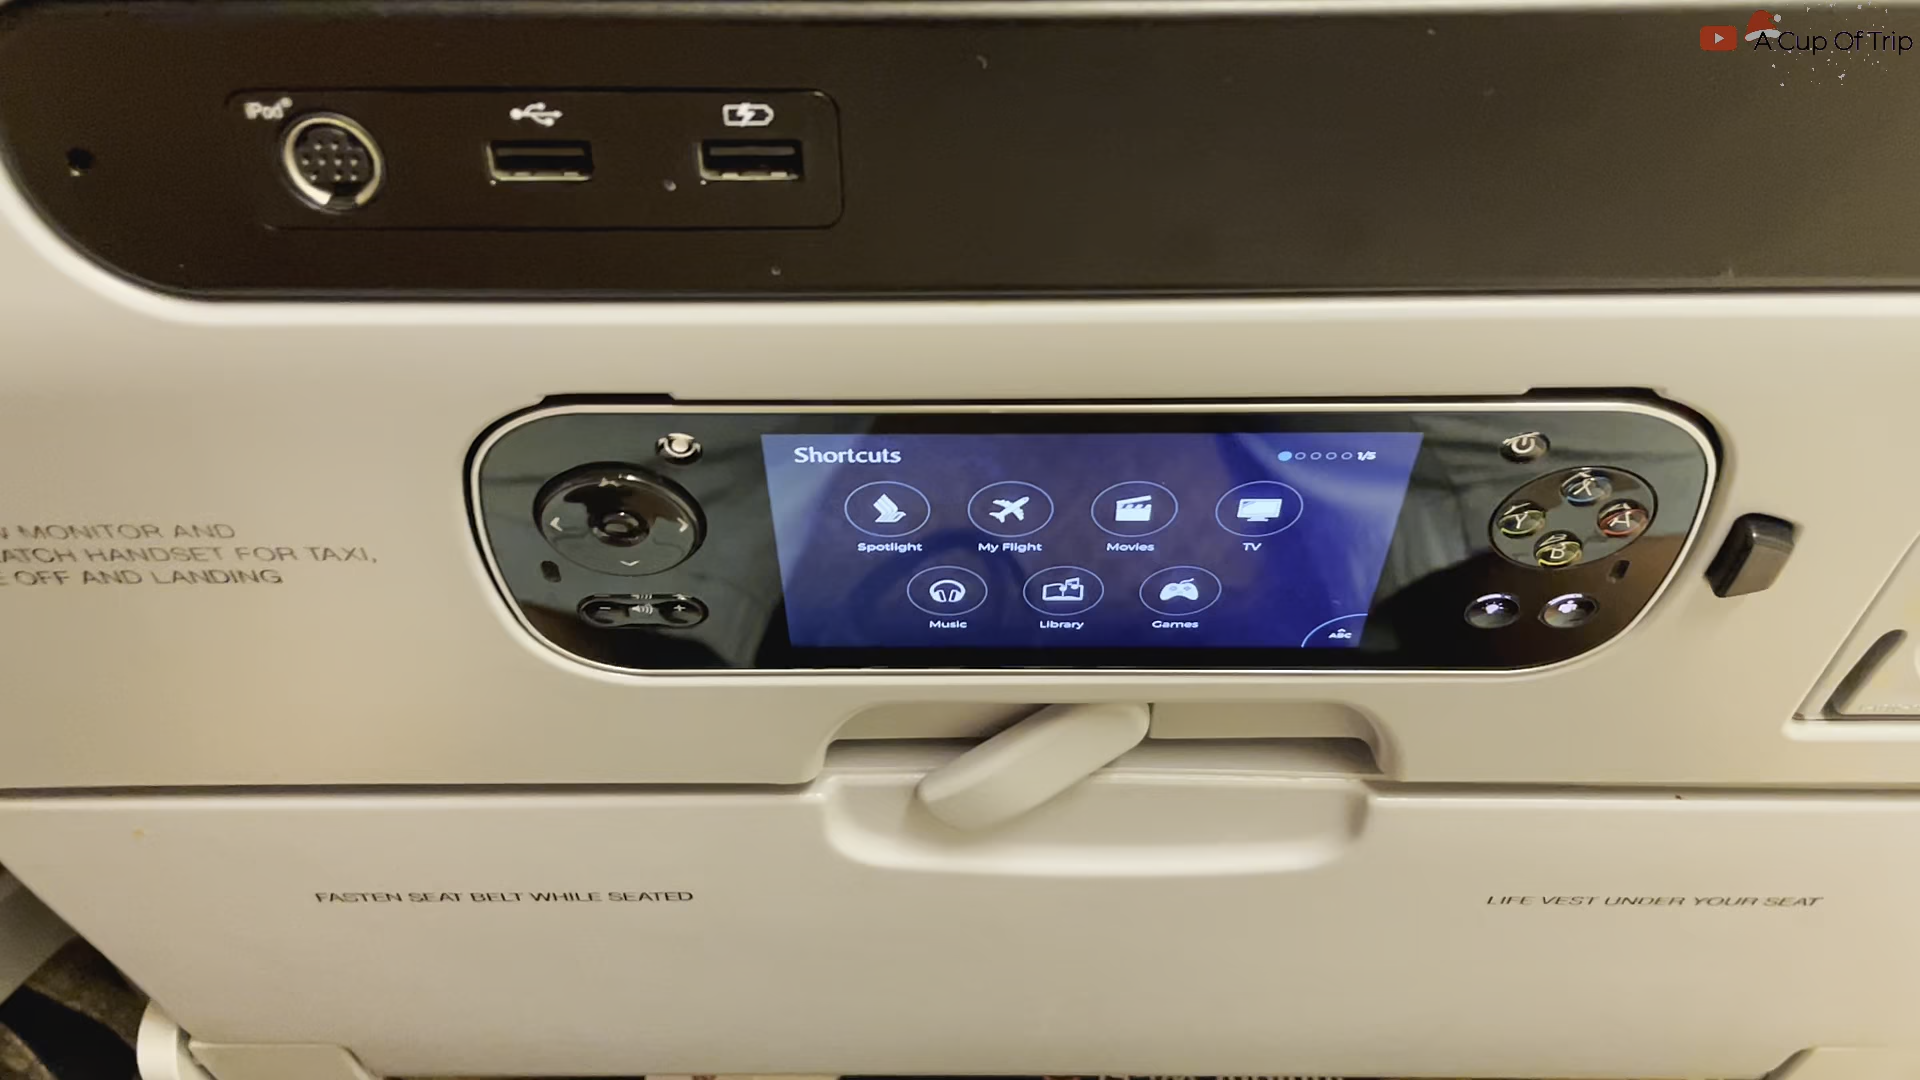 A Cup Of Trip
iPod®
Shortcuts
1/5
Spotlight
My Flight
Movies
TV
Music
Library
Games
ABC
X
Y
A
B
MONITOR AND
ATCH HANDSET FOR TAXI,
E OFF AND LANDING
FASTEN SEAT BELT WHILE SEATED
LIFE VEST UNDER YOUR SEAT